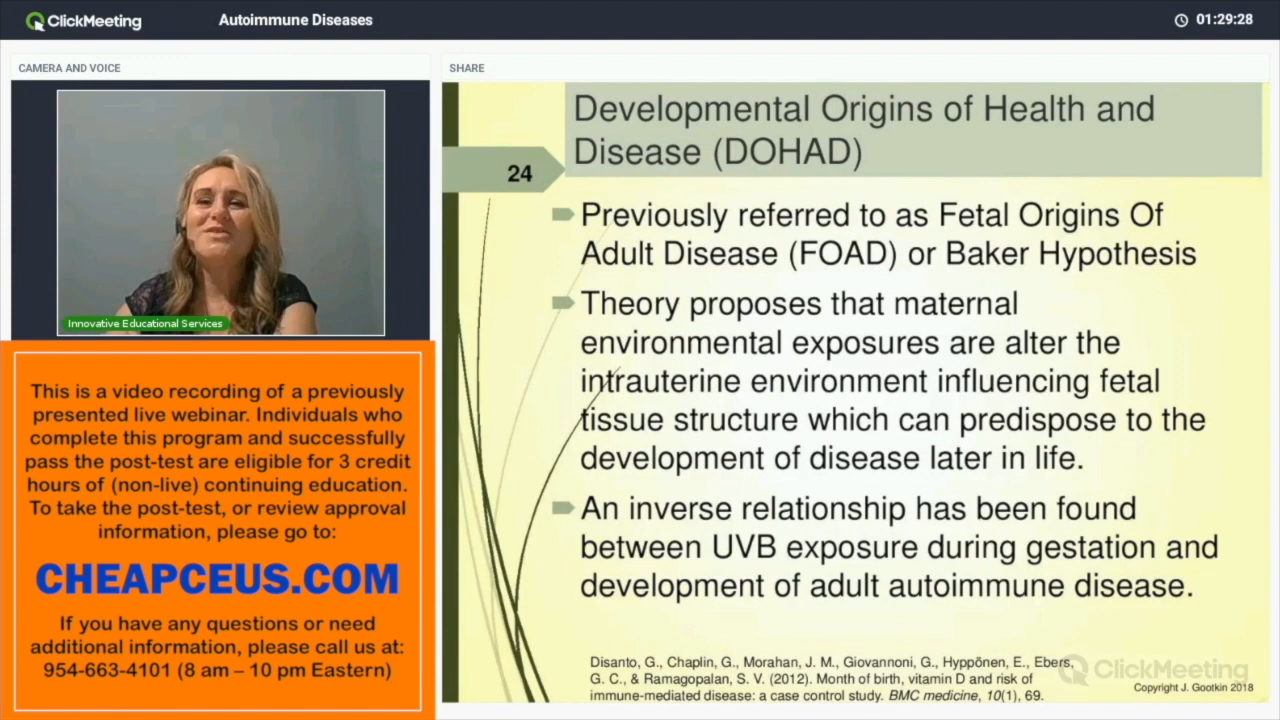 ClickMeeting
Autoimmune Diseases
01:29:28
CAMERA AND VOICE
SHARE
Innovative Educational Services
This is a video recording of a previously
presented live webinar. Individuals who
complete this program and successfully
pass the post-test are eligible for 3 credit
hours of (non-live) continuing education.
To take the post-test, or review approval
information, please go to:
CHEAPCEUS.COM
If you have any questions or need
additional information, please call us at:
954-663-4101 (8 am – 10 pm Eastern)
24
Developmental Origins of Health and
Disease (DOHAD)
Previously referred to as Fetal Origins Of
Adult Disease (FOAD) or Baker Hypothesis
Theory proposes that maternal
environmental exposures are alter the
intrauterine environment influencing fetal
tissue structure which can predispose to the
development of disease later in life.
An inverse relationship has been found
between UVB exposure during gestation and
development of adult autoimmune disease.
Disanto, G., Chaplin, G., Morahan, J. M., Giovannoni, G., Hyppönen, E., Ebers,
G. C., & Ramagopalan, S. V. (2012). Month of birth, vitamin D and risk of
immune-mediated disease: a case control study. BMC medicine, 10(1), 69.
ClickMeeting
Copyright J. Gootkin 2018